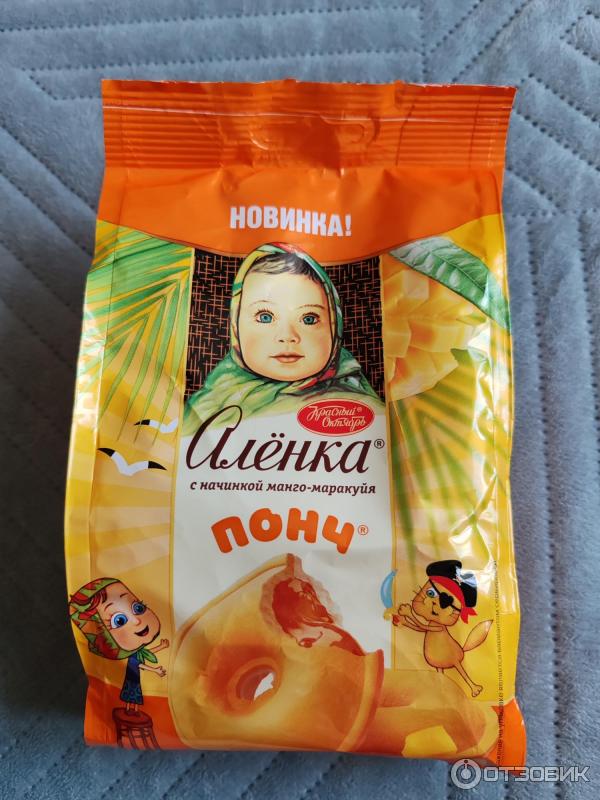 НОВИНКА!
Красный®
Октябрь
Алёнка®
с начинкой манго-маракуйя
ПОНЧ®
ОТЗОВИК